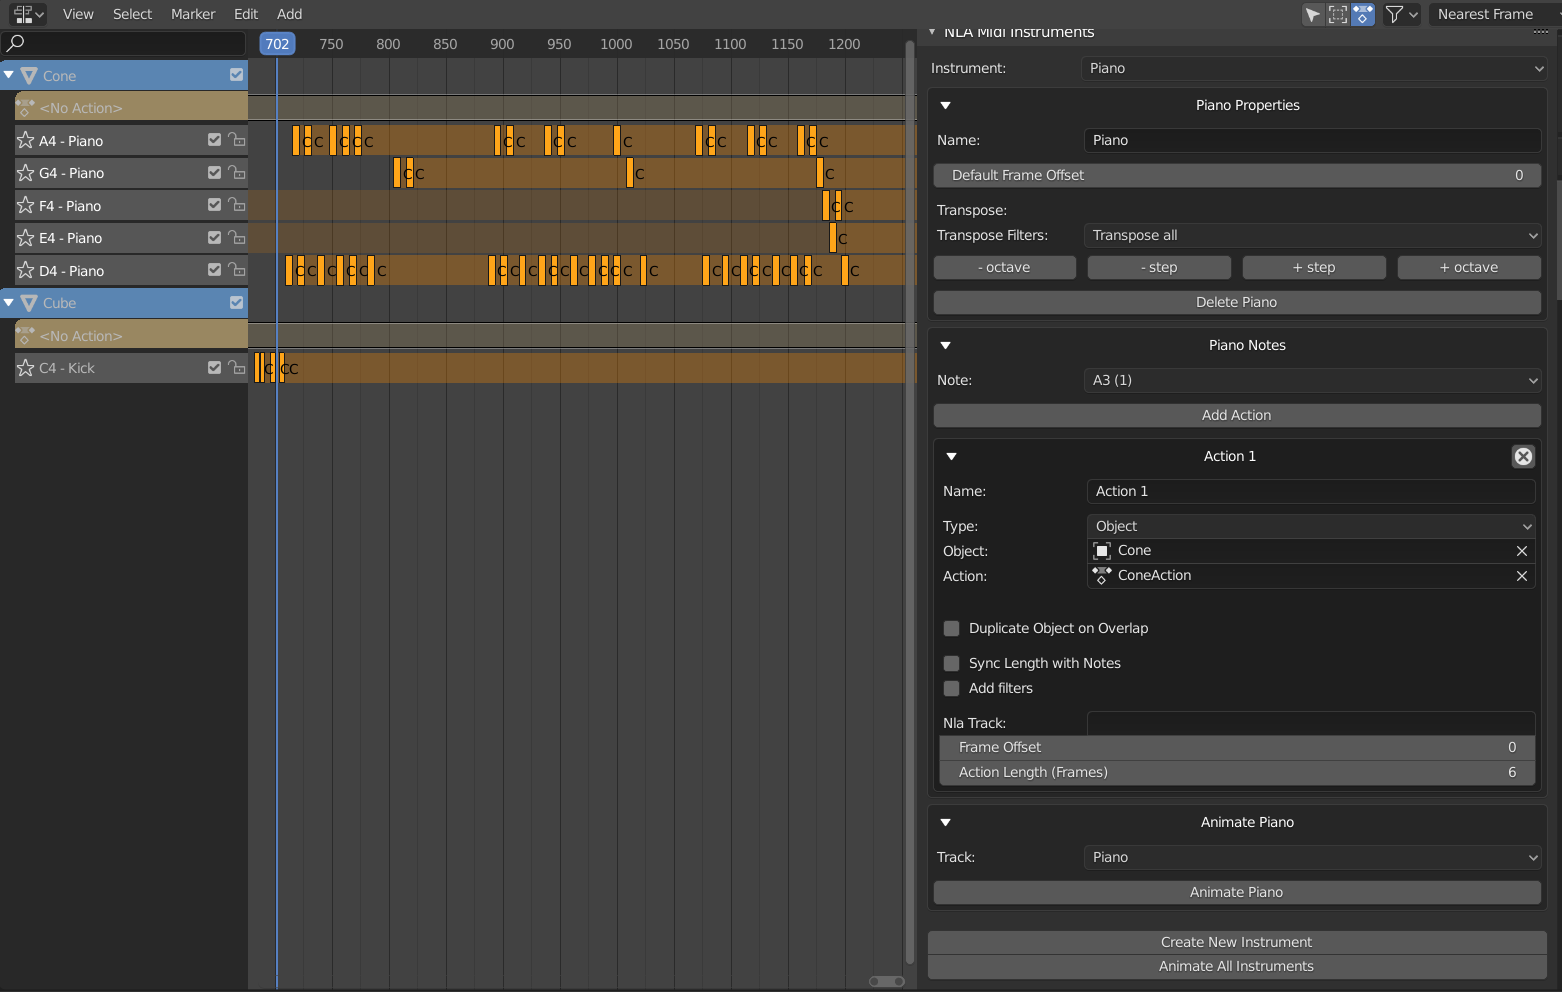 View Select Marker Edit Add Nearest Frame
702 750 800 850 900 950 1000 1050 1100 1150 1200
Cone
<No Action>
A4 - Piano C C C C C C C C C C C C C C C C
G4 - Piano C C C C
F4 - Piano C C
E4 - Piano C
D4 - Piano C C C C C C C C C C C C C C C C C C C C C C
Cube
<No Action>
C4 - Kick C C C
NLA Midi Instruments
Instrument: Piano
Piano Properties
Name: Piano
Default Frame Offset 0
Transpose:
Transpose Filters: Transpose all
- octave - step + step + octave
Delete Piano
Piano Notes
Note: A3 (1)
Add Action
Action 1
Name: Action 1
Type: Object
Object: Cone
Action: ConeAction
Duplicate Object on Overlap
Sync Length with Notes
Add filters
Nla Track:
Frame Offset 0
Action Length (Frames) 6
Animate Piano
Track: Piano
Animate Piano
Create New Instrument
Animate All Instruments